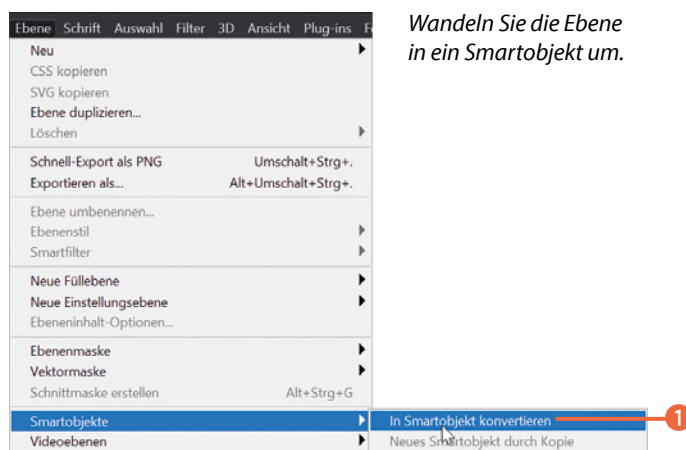 Ebene Schrift Auswahl Filter 3D Ansicht Plug-ins
Wandeln Sie die Ebene
in ein Smartobjekt um.
Neu
CSS kopieren
SVG kopieren
Ebene duplizieren...
Löschen
Schnell-Export als PNG Umschalt+Strg+.
Exportieren als... Alt+Umschalt+Strg+.
Ebene umbenennen...
Ebenenstil
Smartfilter
Neue Füllebene
Neue Einstellungsebene
Ebeneninhalt-Optionen...
Ebenenmaske
Vektormaske
Schnittmaske erstellen Alt+Strg+G
Smartobjekte In Smartobjekt konvertieren 1
Videoebenen Neues Smartobjekt durch Kopie